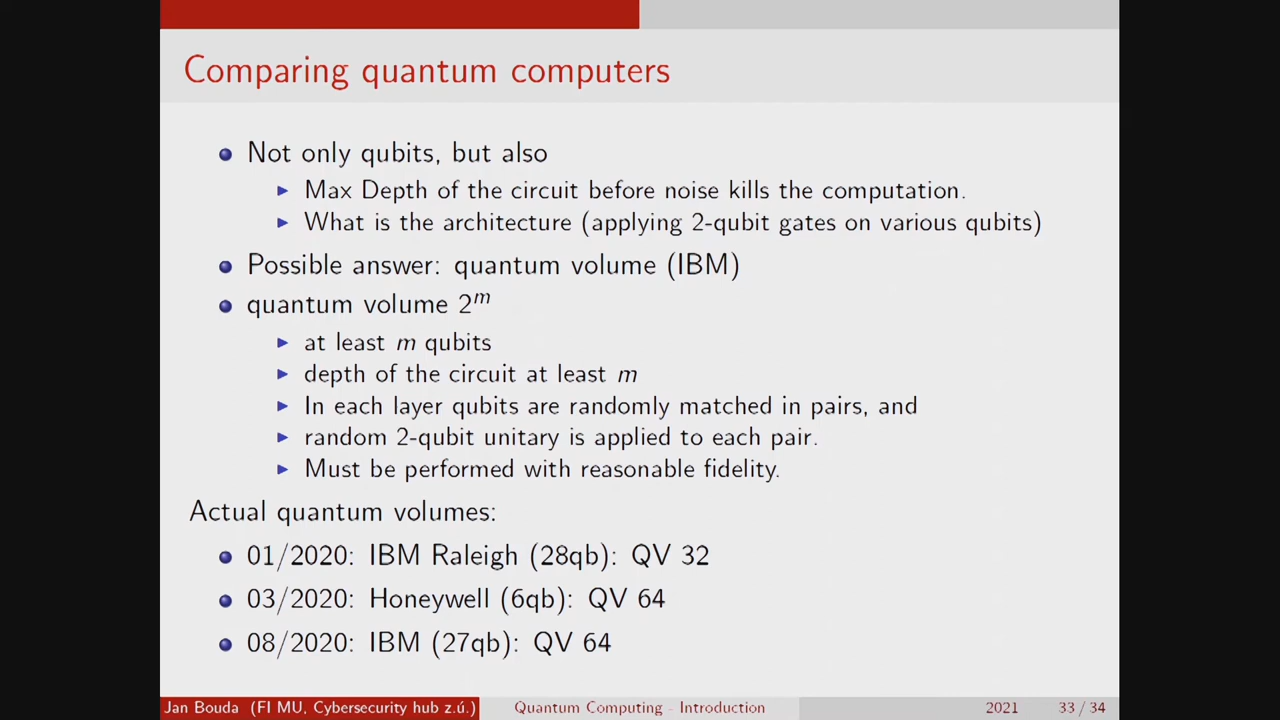 Comparing quantum computers
Not only qubits, but also
Max Depth of the circuit before noise kills the computation.
What is the architecture (applying 2-qubit gates on various qubits)
Possible answer: quantum volume (IBM)
quantum volume 2^m
at least m qubits
depth of the circuit at least m
In each layer qubits are randomly matched in pairs, and
random 2-qubit unitary is applied to each pair.
Must be performed with reasonable fidelity.
Actual quantum volumes:
01/2020: IBM Raleigh (28qb): QV 32
03/2020: Honeywell (6qb): QV 64
08/2020: IBM (27qb): QV 64
Jan Bouda (FI MU, Cybersecurity hub z.ú.) Quantum Computing - Introduction 2021 33 / 34